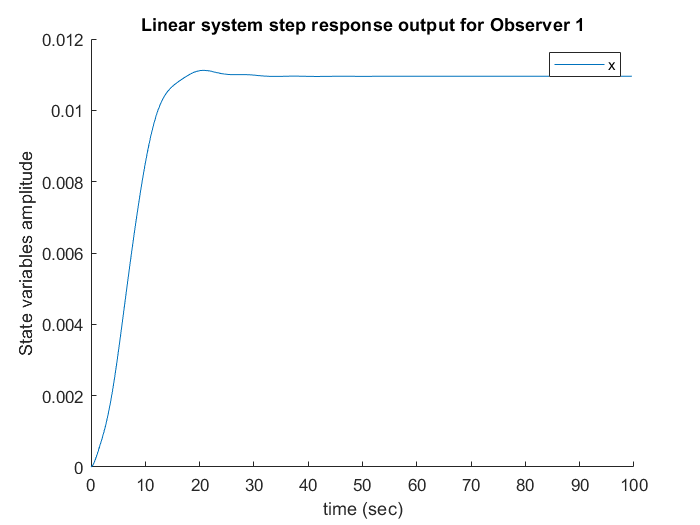 Linear system step response output for Observer 1
x
State variables amplitude
0.012
0.01
0.008
0.006
0.004
0.002
0
0 10 20 30 40 50 60 70 80 90 100
time (sec)